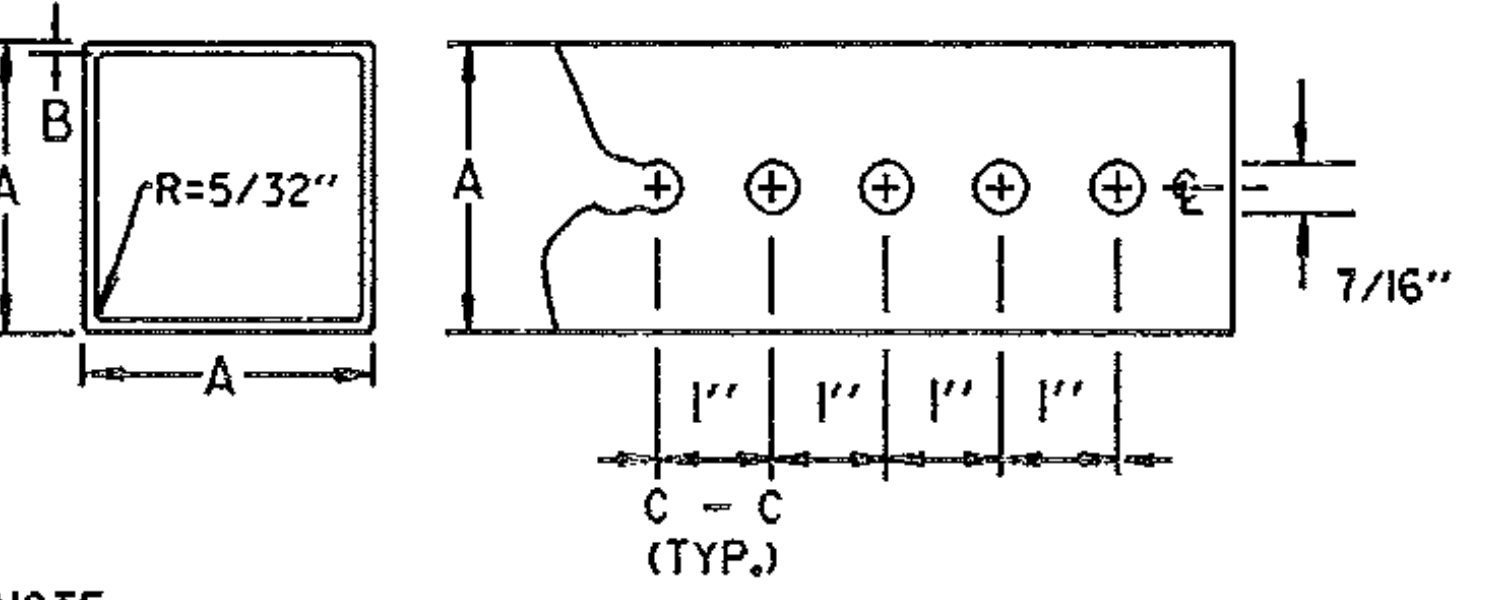 B
A
R=5/32"
A
A
℄
7/16"
1" 1" 1" 1"
C - C
(TYP.)
NOTE